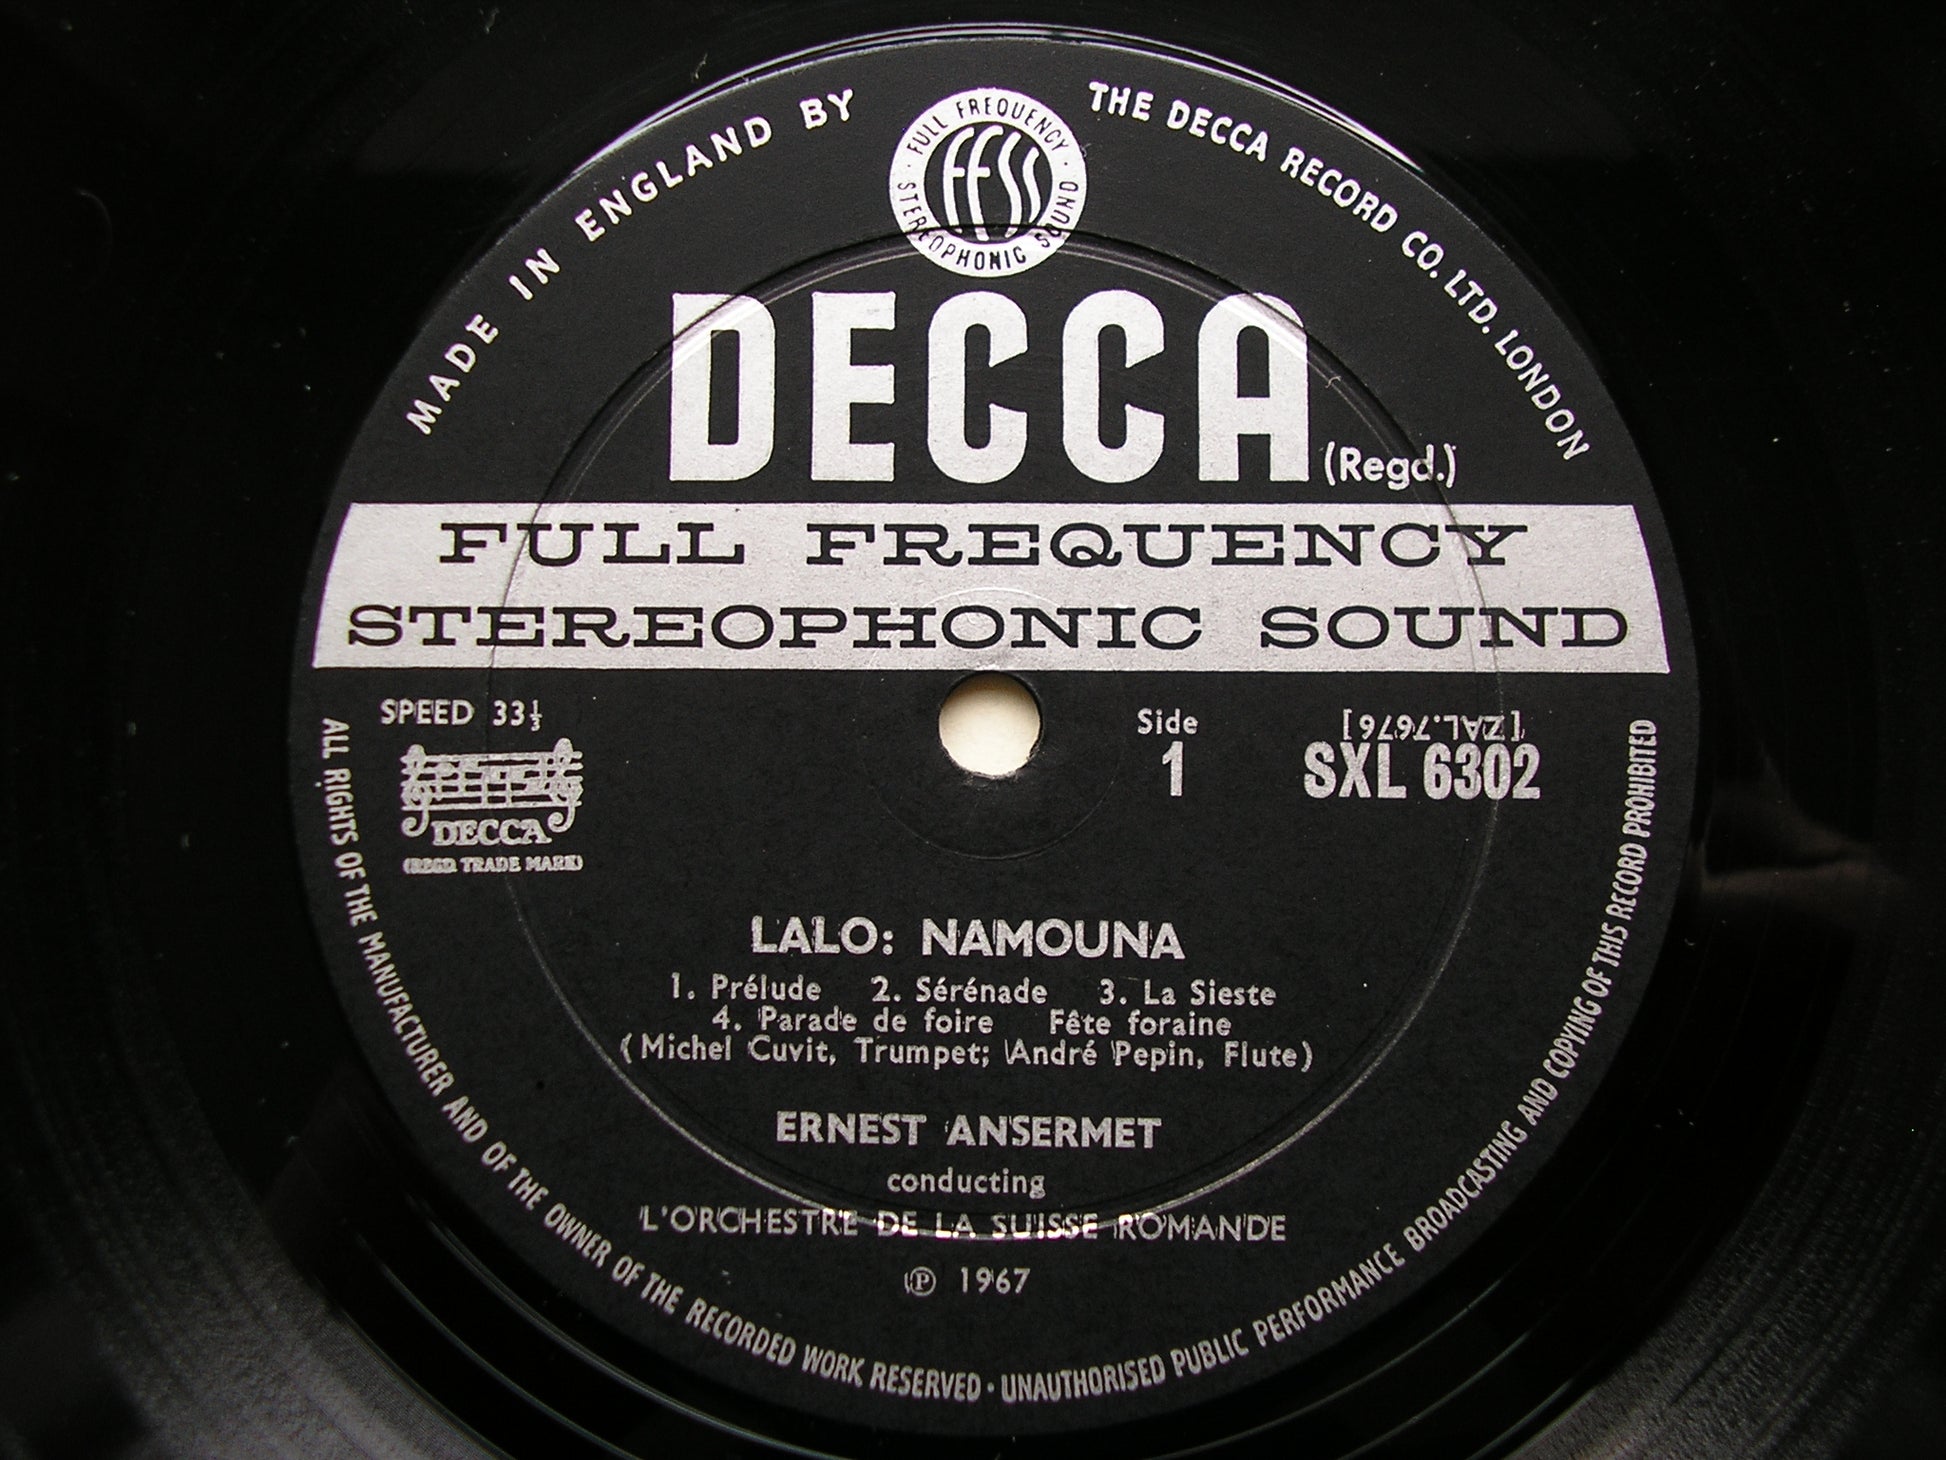 MADE IN ENGLAND BY
THE DECCA RECORD CO. LTD. LONDON
FULL FREQUENCY
ffss
STEREOPHONIC SOUND
DECCA (Regd.)
FULL FREQUENCY
STEREOPHONIC SOUND
SPEED 33⅓
DECCA
(REGD. TRADE MARK)
Side
1
[ZAL.7676]
SXL 6302
LALO: NAMOUNA
1. Prélude 2. Sérénade 3. La Sieste
4. Parade de foire Fête foraine
(Michel Cuvit, Trumpet; André Pepin, Flute)
ERNEST ANSERMET
conducting
L'ORCHESTRE DE LA SUISSE ROMANDE
℗ 1967
ALL RIGHTS OF THE MANUFACTURER AND OF THE OWNER OF THE RECORDED WORK RESERVED · UNAUTHORISED PUBLIC PERFORMANCE BROADCASTING AND COPYING OF THIS RECORD PROHIBITED